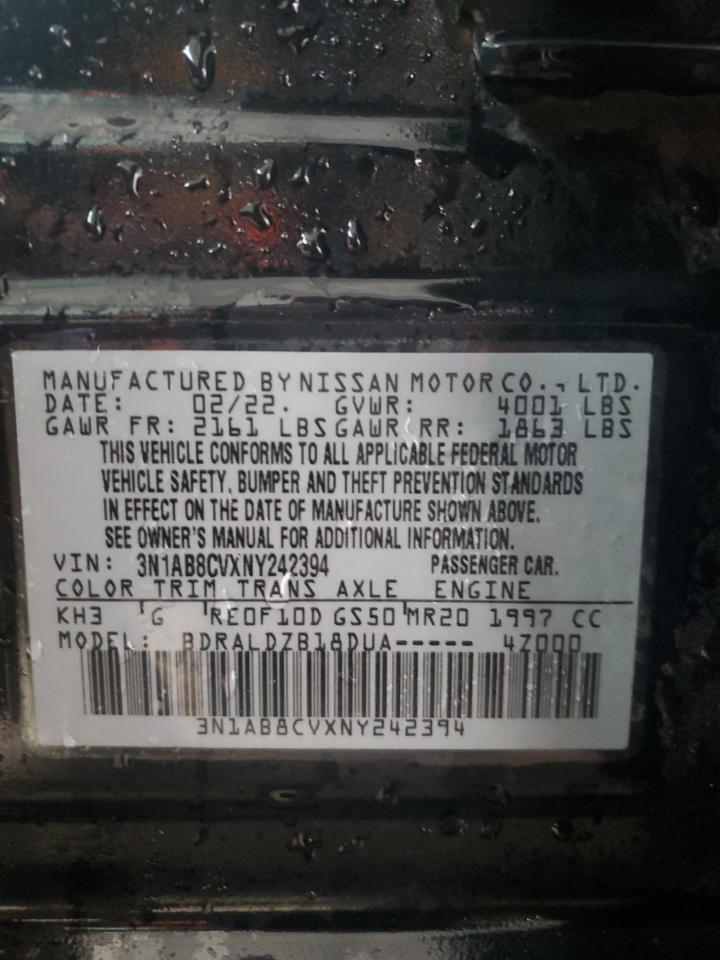 MANUFACTURED BY NISSAN MOTOR CO., LTD.
DATE: 02/22. GVWR: 4001 LBS
GAWR FR: 2161 LBS GAWR RR: 1863 LBS
THIS VEHICLE CONFORMS TO ALL APPLICABLE FEDERAL MOTOR
VEHICLE SAFETY, BUMPER AND THEFT PREVENTION STANDARDS
IN EFFECT ON THE DATE OF MANUFACTURE SHOWN ABOVE.
SEE OWNER'S MANUAL FOR ADDITIONAL INFORMATION.
VIN: 3N1AB8CVXNY242394 PASSENGER CAR.
COLOR TRIM TRANS AXLE ENGINE
KH3 'G 'RE0F10D GS50'MR20 1997 CC
MODEL: BDRALDZB18DUA----- 4Z000
3N1AB8CVXNY242394